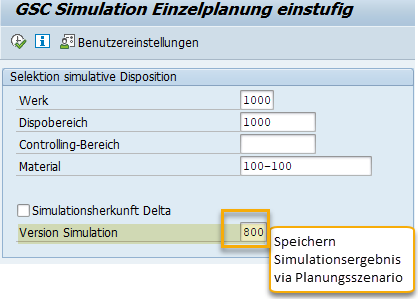 GSC Simulation Einzelplanung einstufig
Benutzereinstellungen
Selektion simulative Disposition
Werk 1000
Dispobereich 1000
Controlling-Bereich
Material 100-100
Simulationsherkunft Delta
Version Simulation 800
Speichern
Simulationsergebnis
via Planungsszenario